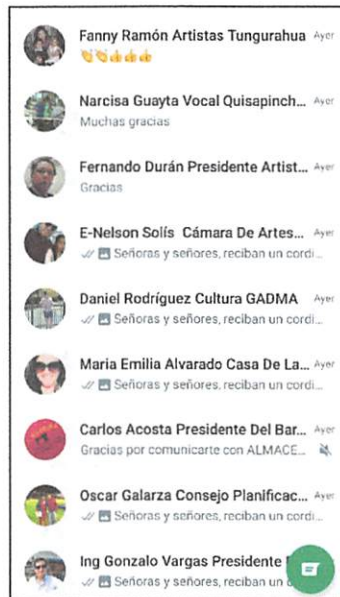 Fanny Ramón Artistas Tungurahua Ayer
👏👏👍👍👍
Narcisa Guayta Vocal Quisapinch... Ayer
Muchas gracias
Fernando Durán Presidente Artist... Ayer
Gracias
E-Nelson Solís Cámara De Artes... Ayer
Señoras y señores, reciban un cordi...
Daniel Rodríguez Cultura GADMA Ayer
Señoras y señores, reciban un cordi...
Maria Emilia Alvarado Casa De La... Ayer
Señoras y señores, reciban un cordi...
Carlos Acosta Presidente Del Bar... Ayer
Gracias por comunicarte con ALMACE...
Oscar Galarza Consejo Planificac... Ayer
Señoras y señores, reciban un cordi...
Ing Gonzalo Vargas Presidente
Señoras y señores, reciban un